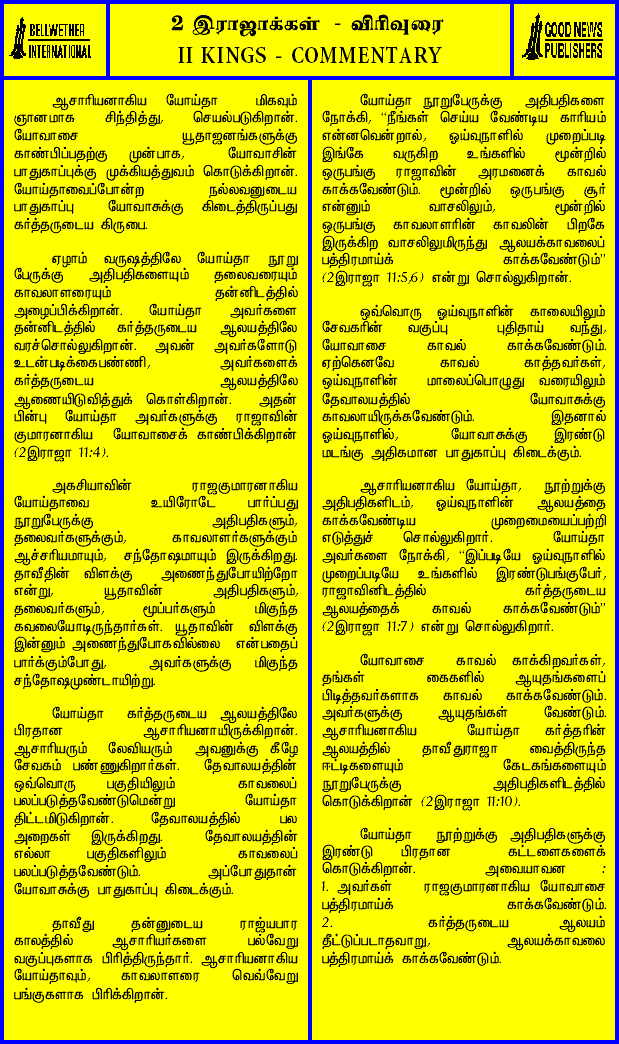 BELLWETHER
INTERNATIONAL
2 இராஜாக்கள் - விரிவுரை
II KINGS - COMMENTARY
GOOD NEWS
PUBLISHERS
ஆசாரியனாகிய யோய்தா மிகவும்
ஞானமாக சிந்தித்து, செயல்படுகிறான்.
யோவாசை யூதாஜனங்களுக்கு
காண்பிப்பதற்கு முன்பாக, யோவாசின்
பாதுகாப்புக்கு முக்கியத்துவம் கொடுக்கிறான்.
யோய்தாவைப்போன்ற நல்லவனுடைய
பாதுகாப்பு யோவாசுக்கு கிடைத்திருப்பது
கர்த்தருடைய கிருபை.
ஏழாம் வருஷத்திலே யோய்தா நூறு
பேருக்கு அதிபதிகளையும் தலைவரையும்
காவலாளரையும் தன்னிடத்தில்
அழைப்பிக்கிறான். யோய்தா அவர்களை
தன்னிடத்தில் கர்த்தருடைய ஆலயத்திலே
வரச்சொல்லுகிறான். அவன் அவர்களோடு
உடன்படிக்கைபண்ணி, அவர்களைக்
கர்த்தருடைய ஆலயத்திலே
ஆணையிடுவித்துக் கொள்கிறான். அதன்
பின்பு யோய்தா அவர்களுக்கு ராஜாவின்
குமாரனாகிய யோவாசைக் காண்பிக்கிறான்
(2இராஜா 11:4).
அகசியாவின் ராஜகுமாரனாகிய
யோய்தாவை உயிரோடே பார்ப்பது
நூறுபேருக்கு அதிபதிகளும்,
தலைவர்களுக்கும், காவலாளர்களுக்கும்
ஆச்சரியமாயும், சந்தோஷமாயும் இருக்கிறது.
தாவீதின் விளக்கு அணைந்துபோயிற்றோ
என்று, யூதாவின் அதிபதிகளும்,
தலைவர்களும், மூப்பர்களும் மிகுந்த
கவலையோடிருந்தார்கள். யூதாவின் விளக்கு
இன்னும் அணைந்துபோகவில்லை என்பதைப்
பார்க்கும்போது, அவர்களுக்கு மிகுந்த
சந்தோஷமுண்டாயிற்று.
யோய்தா கர்த்தருடைய ஆலயத்திலே
பிரதான ஆசாரியனாயிருக்கிறான்.
ஆசாரியரும் லேவியரும் அவனுக்கு கீழே
சேவகம் பண்ணுகிறார்கள். தேவாலயத்தின்
ஒவ்வொரு பகுதியிலும் காவலைப்
பலப்படுத்தவேண்டுமென்று யோய்தா
திட்டமிடுகிறான். தேவாலயத்தில் பல
அறைகள் இருக்கிறது. தேவாலயத்தின்
எல்லா பகுதிகளிலும் காவலைப்
பலப்படுத்தவேண்டும். அப்போதுதான்
யோவாசுக்கு பாதுகாப்பு கிடைக்கும்.
தாவீது தன்னுடைய ராஜ்யபார
காலத்தில் ஆசாரியர்களை பல்வேறு
வகுப்புகளாக பிரித்திருந்தார். ஆசாரியனாகிய
யோய்தாவும், காவலாளரை வெவ்வேறு
பங்குகளாக பிரிக்கிறான்.
யோய்தா நூறுபேருக்கு அதிபதிகளை
நோக்கி, “நீங்கள் செய்ய வேண்டிய காரியம்
என்னவென்றால், ஓய்வுநாளில் முறைப்படி
இங்கே வருகிற உங்களில் மூன்றில்
ஒருபங்கு ராஜாவின் அரமனைக் காவல்
காக்கவேண்டும். மூன்றில் ஒருபங்கு சூர்
என்னும் வாசலிலும், மூன்றில்
ஒருபங்கு காவலாளரின் காவலின் பிறகே
இருக்கிற வாசலிலுமிருந்து ஆலயக்காவலைப்
பத்திரமாய்க் காக்கவேண்டும்”
(2இராஜா 11:5,6) என்று சொல்லுகிறான்.
ஒவ்வொரு ஓய்வுநாளின் காலையிலும்
சேவகரின் வகுப்பு புதிதாய் வந்து,
யோவாசை காவல் காக்கவேண்டும்.
ஏற்கெனவே காவல் காத்தவர்கள்,
ஓய்வுநாளின் மாலைப்பொழுது வரையிலும்
தேவாலயத்தில் யோவாசுக்கு
காவலாயிருக்கவேண்டும். இதனால்
ஓய்வுநாளில், யோவாசுக்கு இரண்டு
மடங்கு அதிகமான பாதுகாப்பு கிடைக்கும்.
ஆசாரியனாகிய யோய்தா, நூற்றுக்கு
அதிபதிகளிடம், ஓய்வுநாளின் ஆலயத்தை
காக்கவேண்டிய முறைமையைப்பற்றி
எடுத்துச் சொல்லுகிறார். யோய்தா
அவர்களை நோக்கி, “இப்படியே ஓய்வுநாளில்
முறைப்படியே உங்களில் இரண்டுபங்குபேர்,
ராஜாவினிடத்தில் கர்த்தருடைய
ஆலயத்தைக் காவல் காக்கவேண்டும்”
(2இராஜா 11:7) என்று சொல்லுகிறார்.
யோவாசை காவல் காக்கிறவர்கள்,
தங்கள் கைகளில் ஆயுதங்களைப்
பிடித்தவர்களாக காவல் காக்கவேண்டும்.
அவர்களுக்கு ஆயுதங்கள் வேண்டும்.
ஆசாரியனாகிய யோய்தா கர்த்தரின்
ஆலயத்தில் தாவீதுராஜா வைத்திருந்த
ஈட்டிகளையும் கேடகங்களையும்
நூறுபேருக்கு அதிபதிகளிடத்தில்
கொடுக்கிறான் (2இராஜா 11:10).
யோய்தா நூற்றுக்கு அதிபதிகளுக்கு
இரண்டு பிரதான கட்டளைகளைக்
கொடுக்கிறான். அவையாவன :
1. அவர்கள் ராஜகுமாரனாகிய யோவாசை
பத்திரமாய்க் காக்கவேண்டும்.
2. கர்த்தருடைய ஆலயம்
தீட்டுப்படாதவாறு, ஆலயக்காவலை
பத்திரமாய்க் காக்கவேண்டும்.